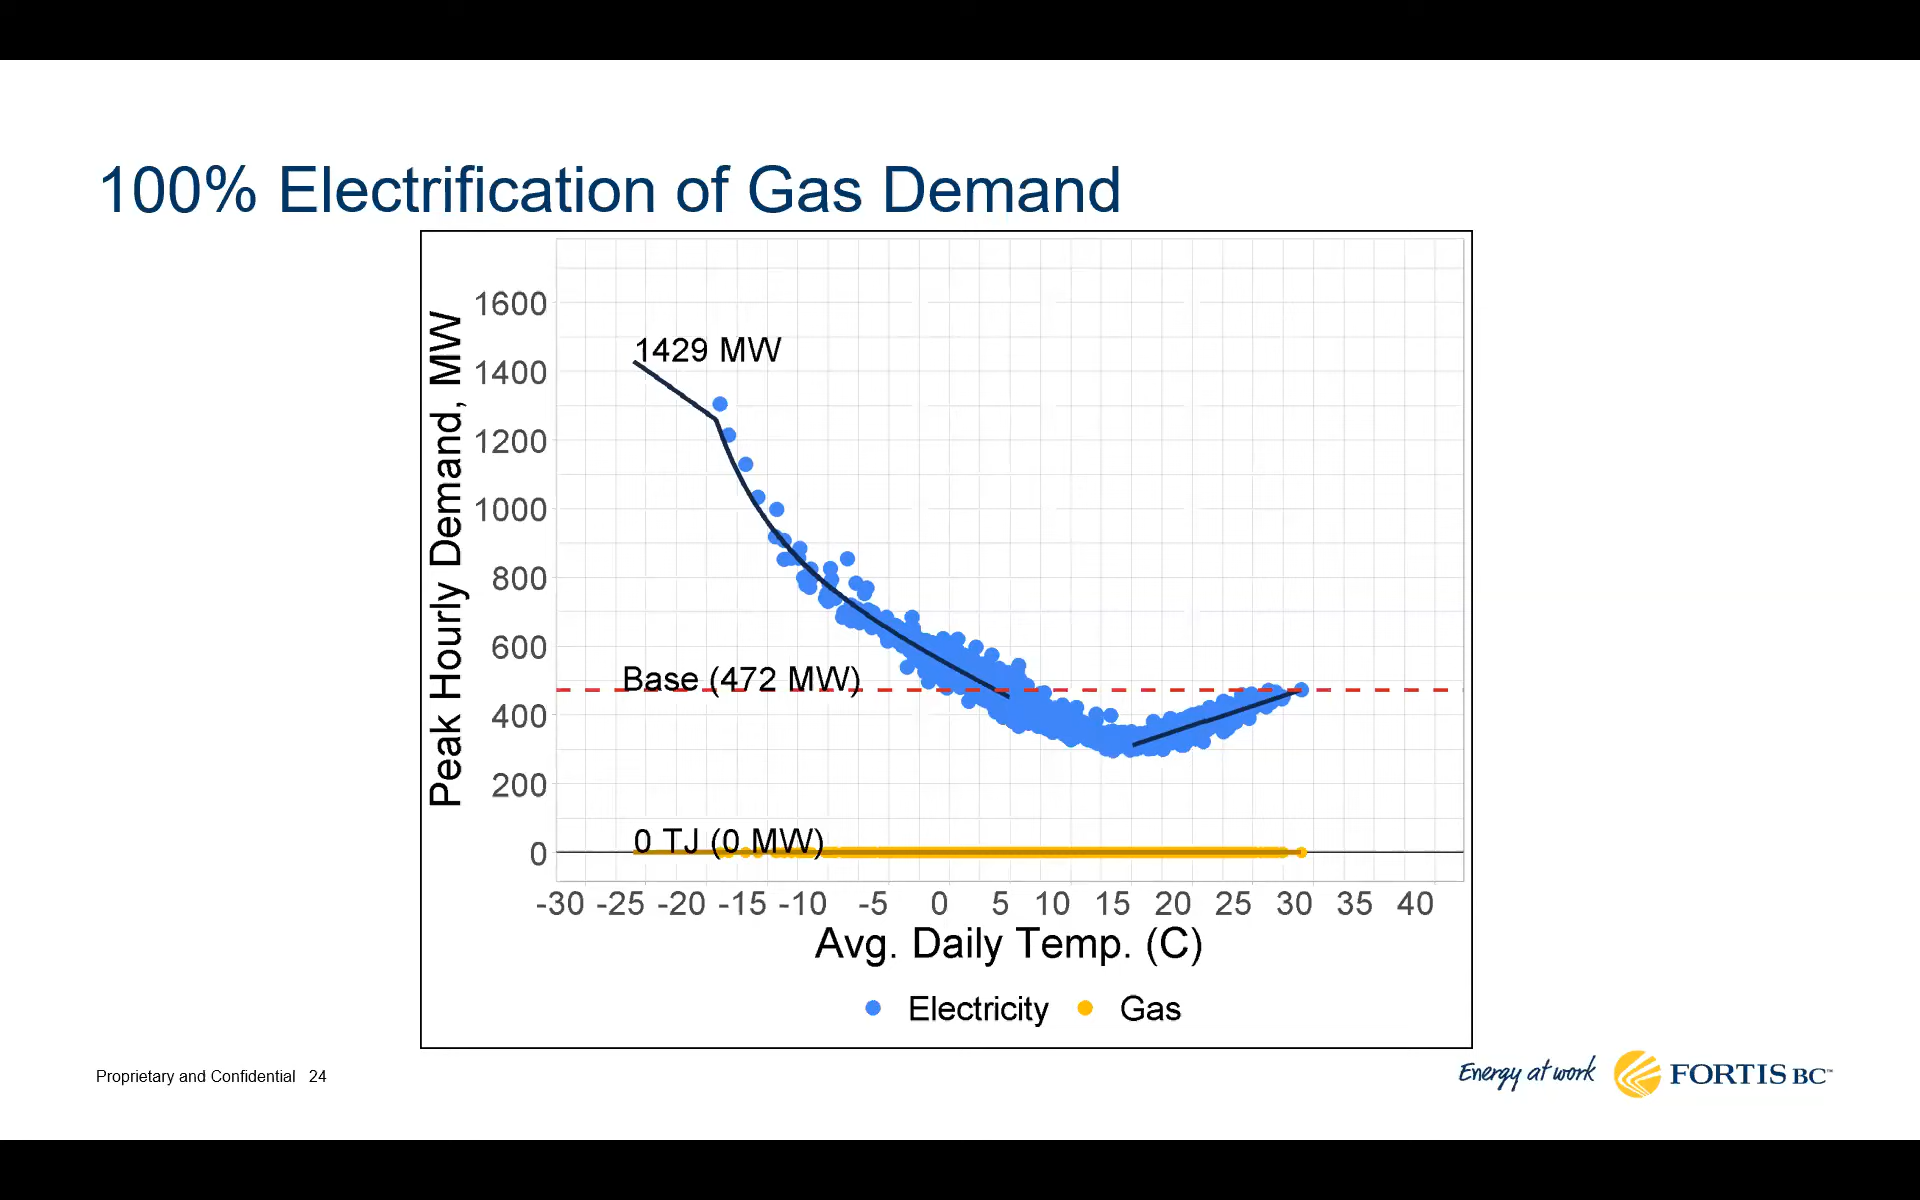 100% Electrification of Gas Demand
Peak Hourly Demand, MW
1600
1400
1200
1000
800
600
400
200
0
1429 MW
Base (472 MW)
0 TJ (0 MW)
-30 -25 -20 -15 -10 -5 0 5 10 15 20 25 30 35 40
Avg. Daily Temp. (C)
Electricity Gas
Proprietary and Confidential 24
Energy at work FORTIS BC™